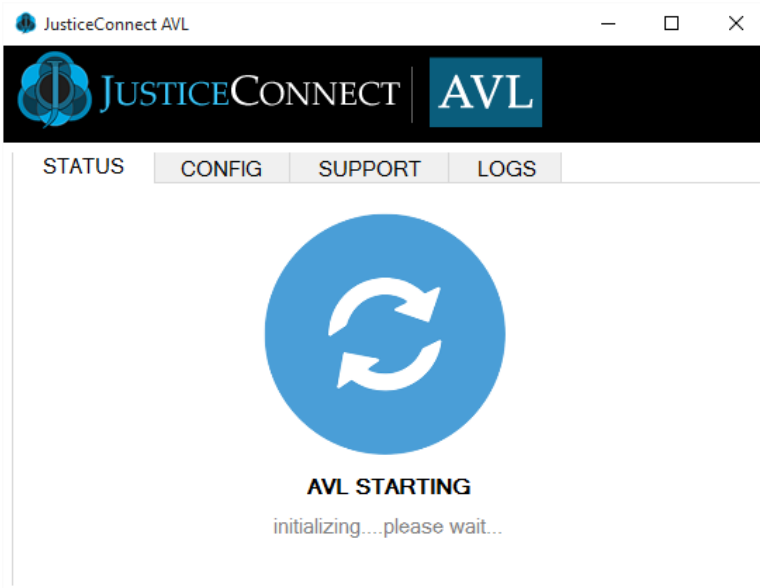 JusticeConnect AVL
JUSTICECONNECT | AVL
STATUS CONFIG SUPPORT LOGS
AVL STARTING
initializing....please wait...